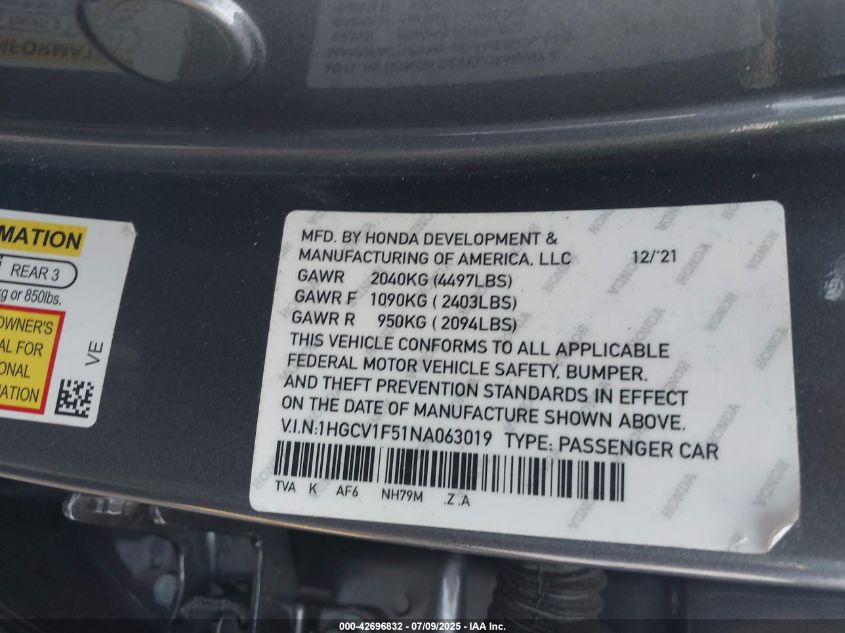 MATION
REAR 3
kg or 850lbs.
OWNER'S
AL FOR
ONAL
MATION
VE
MFD. BY HONDA DEVELOPMENT &
MANUFACTURING OF AMERICA, LLC 12/'21
GAWR 2040KG (4497LBS)
GAWR F 1090KG ( 2403LBS)
GAWR R 950KG ( 2094LBS)
THIS VEHICLE CONFORMS TO ALL APPLICABLE
FEDERAL MOTOR VEHICLE SAFETY, BUMPER.
AND THEFT PREVENTION STANDARDS IN EFFECT
ON THE DATE OF MANUFACTURE SHOWN ABOVE.
V.I.N:1HGCV1F51NA063019 TYPE: PASSENGER CAR
TVA K AF6 NH79M .Z .A
000-42696832 - 07/09/2025 - IAA Inc.